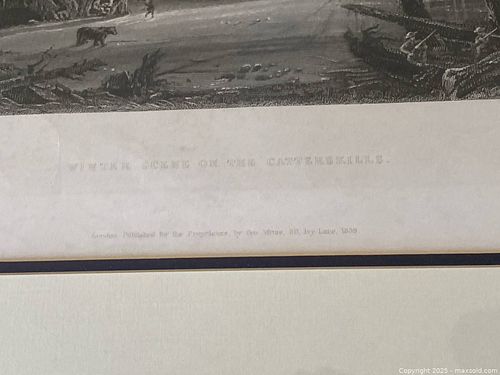 WINTER SCENE ON THE CATTERSKILLS.
London. Published for the Proprietors, by Geo. Virtue, 26, Ivy Lane, 1838
Copyright 2025 - maxsold.com